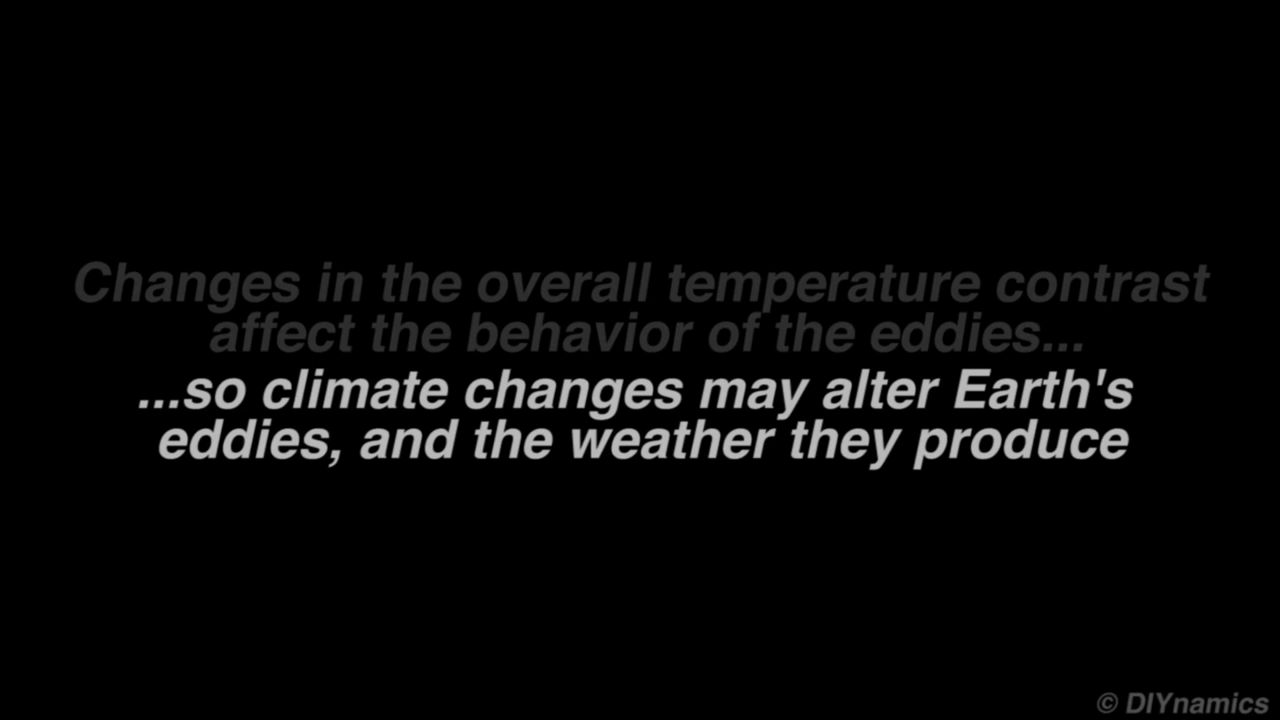 Changes in the overall temperature contrast
affect the behavior of the eddies...
...so climate changes may alter Earth's
eddies, and the weather they produce
© DIYnamics